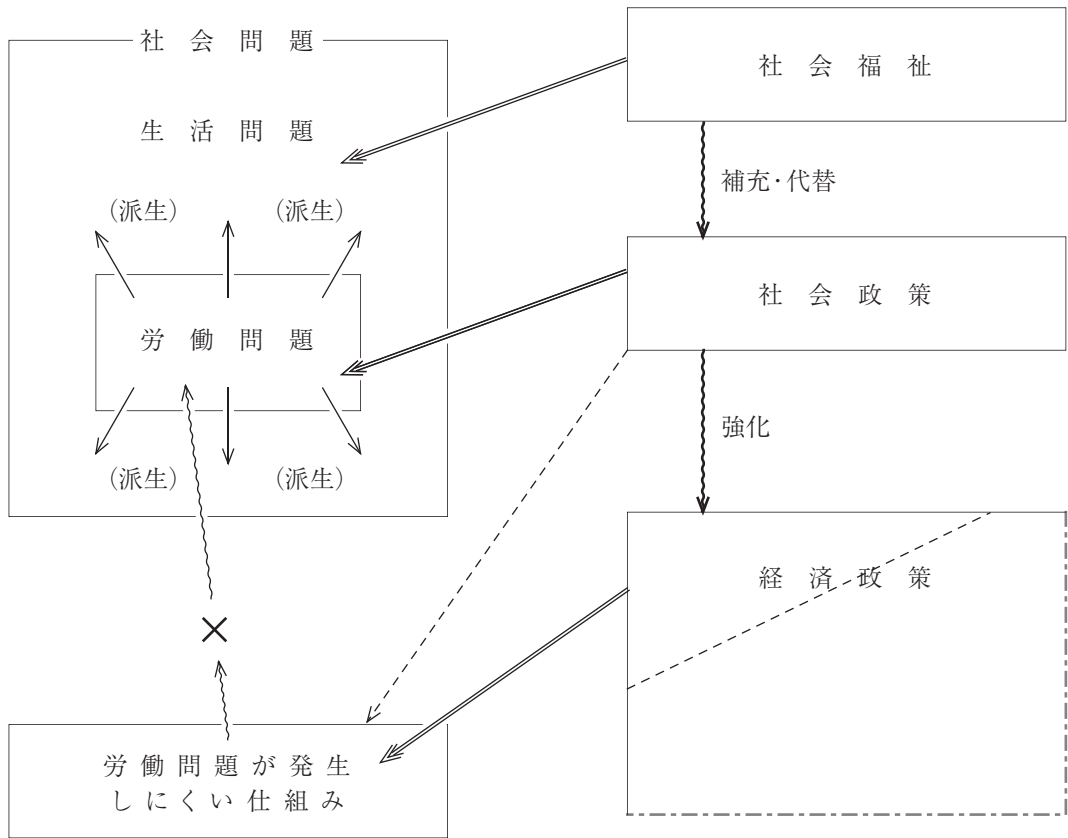 社会問題
生活問題
(派生)
(派生)
労働問題
(派生)
(派生)
×
労働問題が発生
しにくい仕組み
社会福祉
補充·代替
社会政策
強化
経済政策